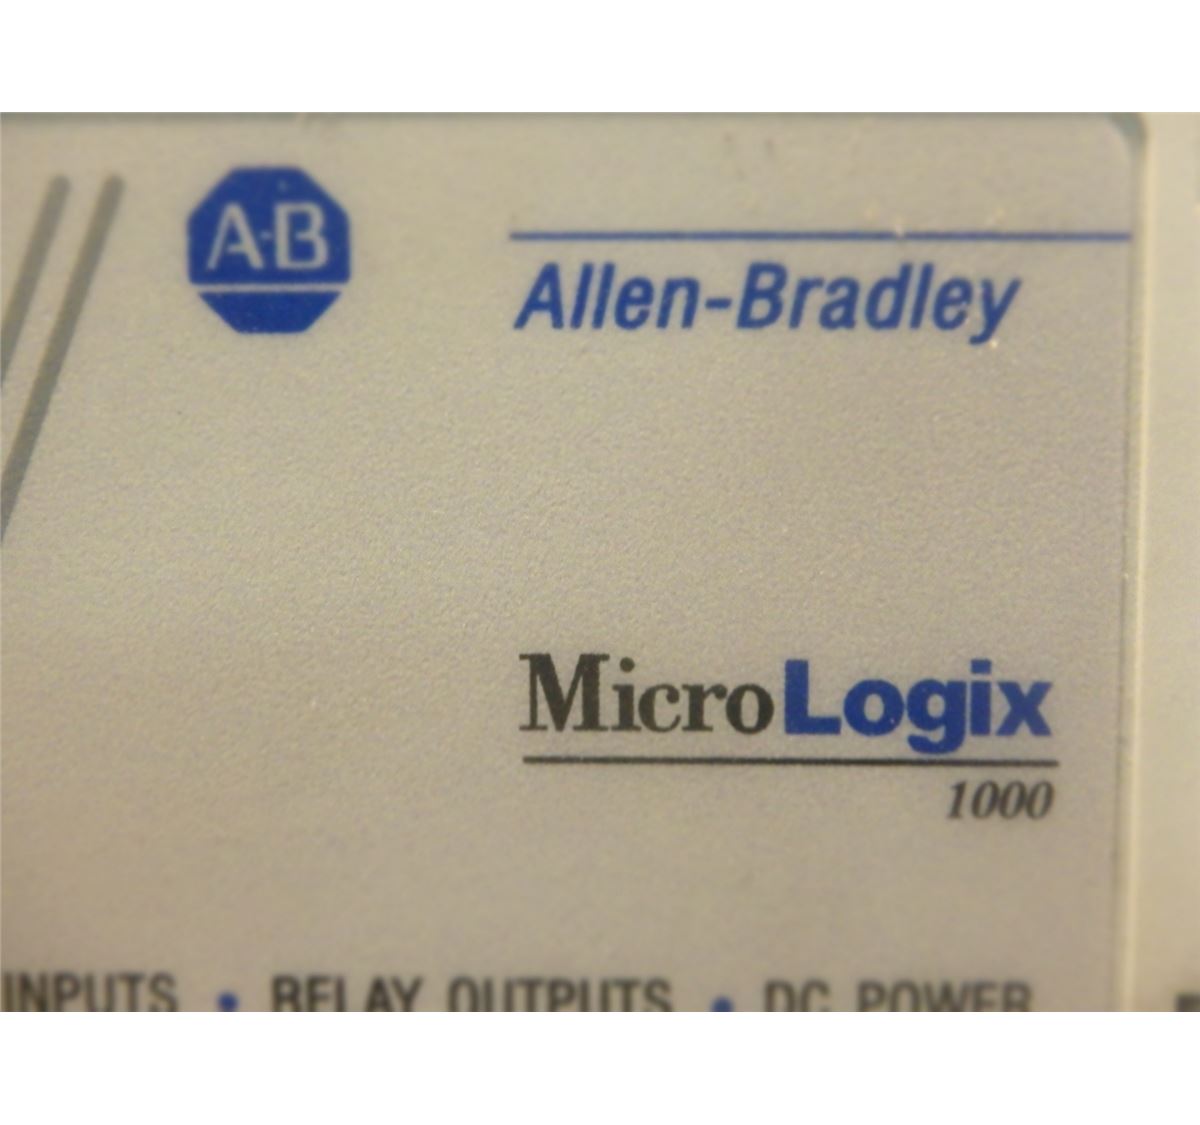 A-B
Allen-Bradley
MicroLogix
1000
INPUTS • RELAY OUTPUTS • DC POWER